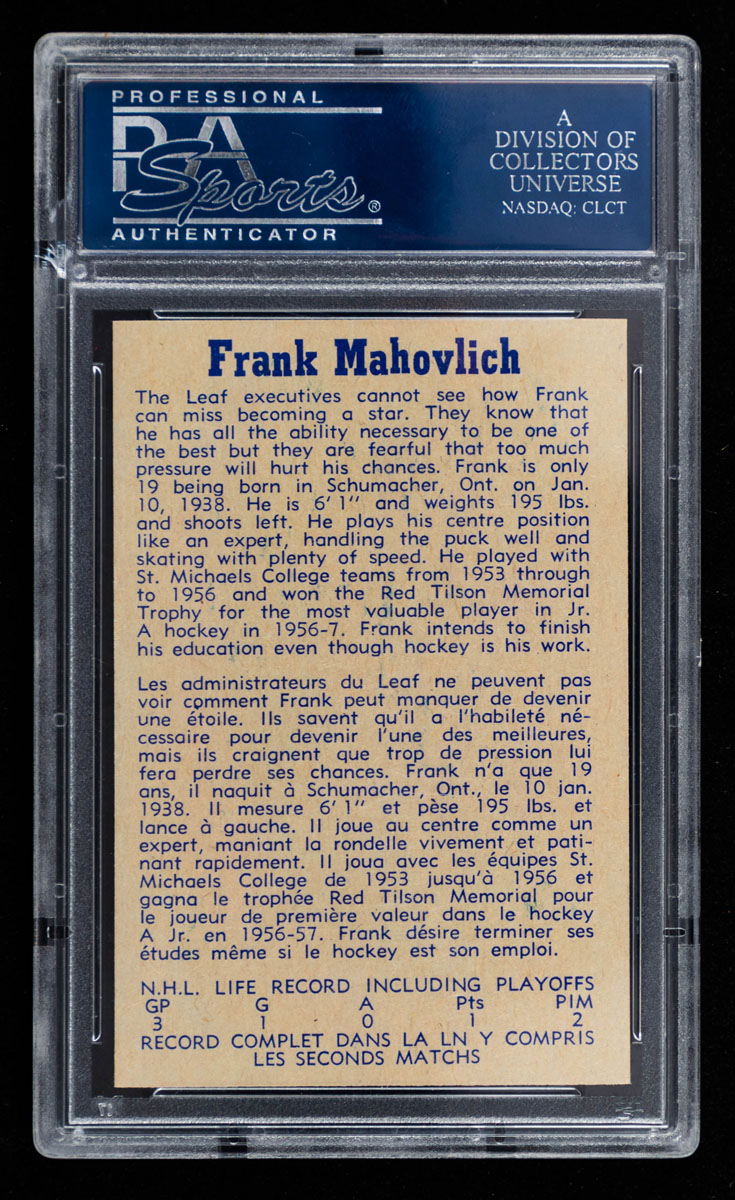 PROFESSIONAL
PSA
Sports®
AUTHENTICATOR
A
DIVISION OF
COLLECTORS
UNIVERSE
NASDAQ: CLCT
Frank Mahovlich
The Leaf executives cannot see how Frank
can miss becoming a star. They know that
he has all the ability necessary to be one of
the best but they are fearful that too much
pressure will hurt his chances. Frank is only
19 being born in Schumacher, Ont. on Jan.
10, 1938. He is 6' 1" and weights 195 lbs.
and shoots left. He plays his centre position
like an expert, handling the puck well and
skating with plenty of speed. He played with
St. Michaels College teams from 1953 through
to 1956 and won the Red Tilson Memorial
Trophy for the most valuable player in Jr.
A hockey in 1956-7. Frank intends to finish
his education even though hockey is his work.
Les administrateurs du Leaf ne peuvent pas
voir comment Frank peut manquer de devenir
une étoile. Ils savent qu'il a l'habileté né-
cessaire pour devenir l'une des meilleures,
mais ils craignent que trop de pression lui
fera perdre ses chances. Frank n'a que 19
ans, il naquit à Schumacher, Ont., le 10 jan.
1938. Il mesure 6' 1" et pèse 195 lbs. et
lance à gauche. Il joue au centre comme un
expert, maniant la rondelle vivement et pati-
nant rapidement. Il joua avec les équipes St.
Michaels College de 1953 jusqu'à 1956 et
gagna le trophée Red Tilson Memorial pour
le joueur de première valeur dans le hockey
A Jr. en 1956-57. Frank désire terminer ses
études même si le hockey est son emploi.
N.H.L. LIFE RECORD INCLUDING PLAYOFFS
GP G A Pts PIM
3 1 0 1 2
RECORD COMPLET DANS LA LN Y COMPRIS
LES SECONDS MATCHS